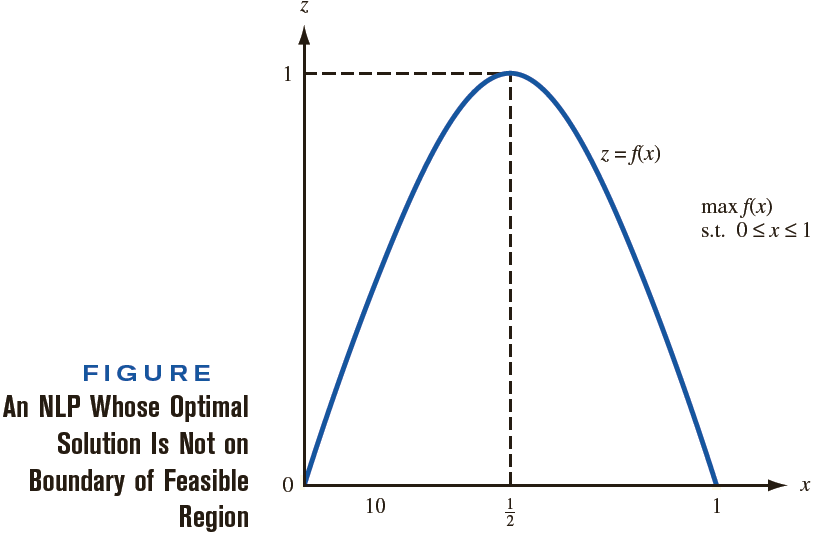 z
1
z = f(x)
max f(x)
s.t. 0 ≤ x ≤ 1
FIGURE
An NLP Whose Optimal
Solution Is Not on
Boundary of Feasible
Region
0
x
10
1/2
1